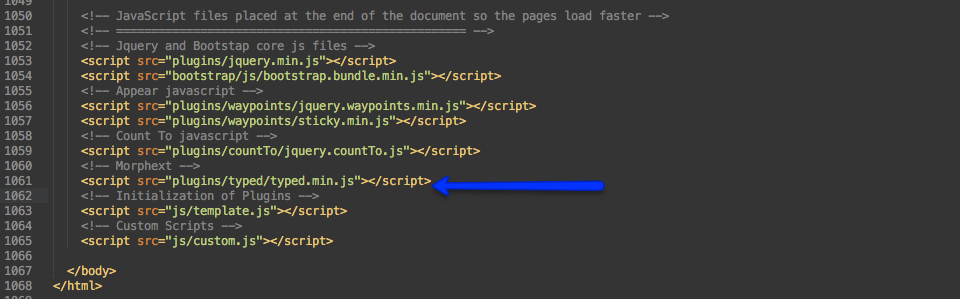 1049
1050 <!-- JavaScript files placed at the end of the document so the pages load faster -->
1051 <!-- ================================================== -->
1052 <!-- Jquery and Bootstap core js files -->
1053 <script src="plugins/jquery.min.js"></script>
1054 <script src="bootstrap/js/bootstrap.bundle.min.js"></script>
1055 <!-- Appear javascript -->
1056 <script src="plugins/waypoints/jquery.waypoints.min.js"></script>
1057 <script src="plugins/waypoints/sticky.min.js"></script>
1058 <!-- Count To javascript -->
1059 <script src="plugins/countTo/jquery.countTo.js"></script>
1060 <!-- Morphext -->
1061 <script src="plugins/typed/typed.min.js"></script>
1062 <!-- Initialization of Plugins -->
1063 <script src="js/template.js"></script>
1064 <!-- Custom Scripts -->
1065 <script src="js/custom.js"></script>
1066
1067 </body>
1068 </html>
1069